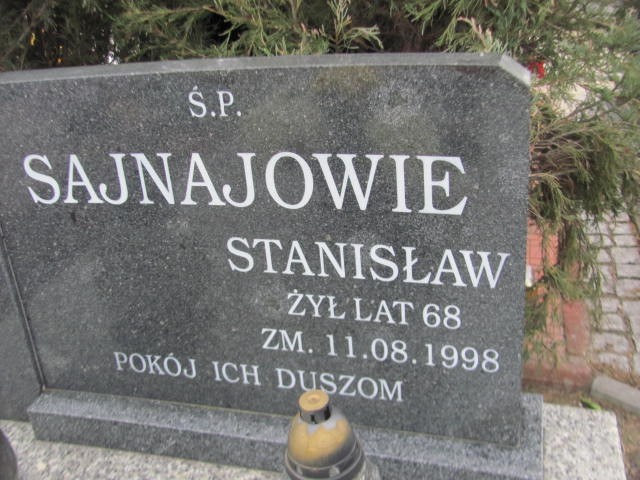 Ś.P.
SAJNAJOWIE
STANISŁAW
ŻYŁ LAT 68
ZM. 11.08.1998
POKÓJ ICH DUSZOM